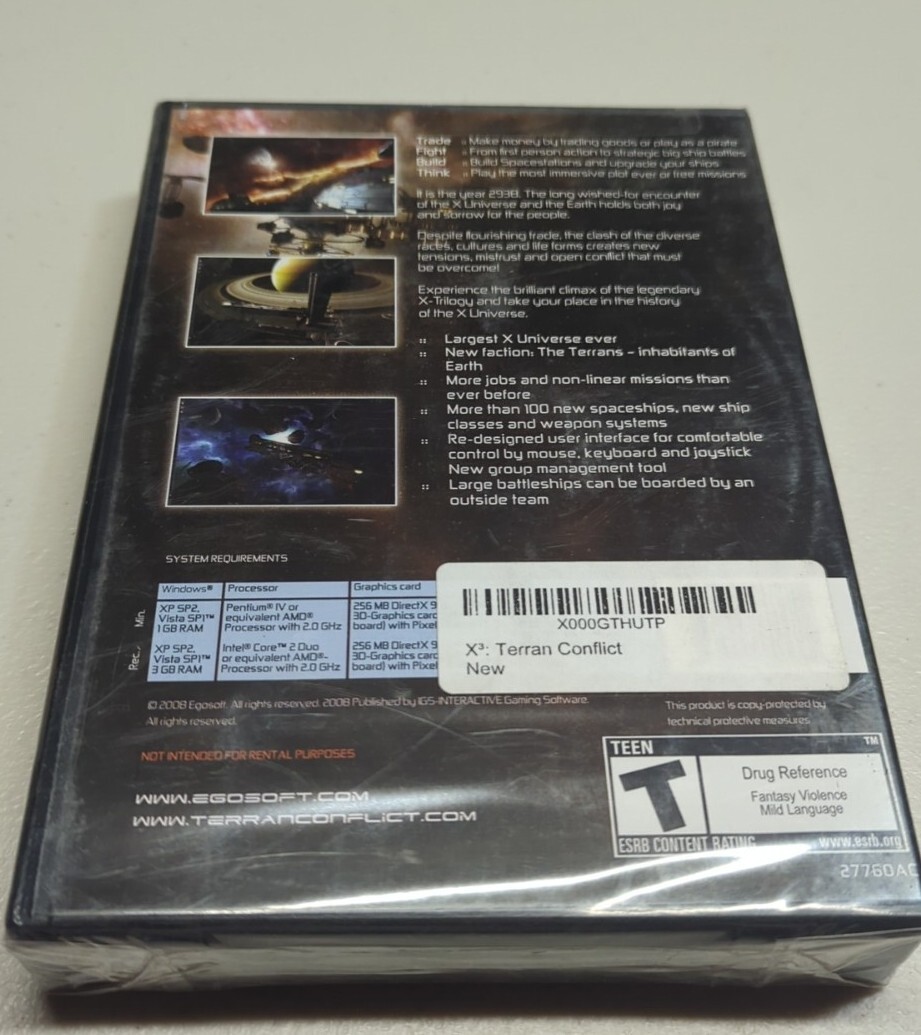 Trade :: Make money by trading goods or play as a pirate
Fight :: From first person action to strategic big ship battles
Build :: Build Spacestations and upgrade your ships
Think :: Play the most immersive plot ever or free missions
It is the year 2938. The long wished-for encounter
of the X Universe and the Earth holds both joy
and sorrow for the people.
Despite flourishing trade, the clash of the diverse
races, cultures and life forms creates new
tensions, mistrust and open conflict that must
be overcome!
Experience the brilliant climax of the legendary
X-Trilogy and take your place in the history
of the X Universe.
:: Largest X Universe ever
:: New faction: The Terrans - inhabitants of
Earth
:: More jobs and non-linear missions than
ever before
:: More than 100 new spaceships, new ship
classes and weapon systems
:: Re-designed user interface for comfortable
control by mouse, keyboard and joystick
New group management tool
:: Large battleships can be boarded by an
outside team
SYSTEM REQUIREMENTS
Windows® Processor Graphics card
Min.
XP SP2,
Vista SP1™
1 GB RAM
Pentium® IV or
equivalent AMD®
Processor with 2.0 GHz
256 MB DirectX 9
3D-Graphics card
board) with Pixel
Rec.
XP SP2,
Vista SP1™
3 GB RAM
Intel® Core™ 2 Duo
or equivalent AMD®-
Processor with 2.0 GHz
256 MB DirectX 9
3D-Graphics card
board) with Pixel
X000GTHUTP
X³: Terran Conflict
New
© 2008 Egosoft. All rights reserved. 2008 Published by IGS-INTERACTIVE Gaming Software.
All rights reserved.
This product is copy-protected by
technical protective measures
NOT INTENDED FOR RENTAL PURPOSES
WWW.EGOSOFT.COM
WWW.TERRANCONFLICT.COM
TEEN ™
T
Drug Reference
Fantasy Violence
Mild Language
ESRB CONTENT RATING www.esrb.org
27760AC